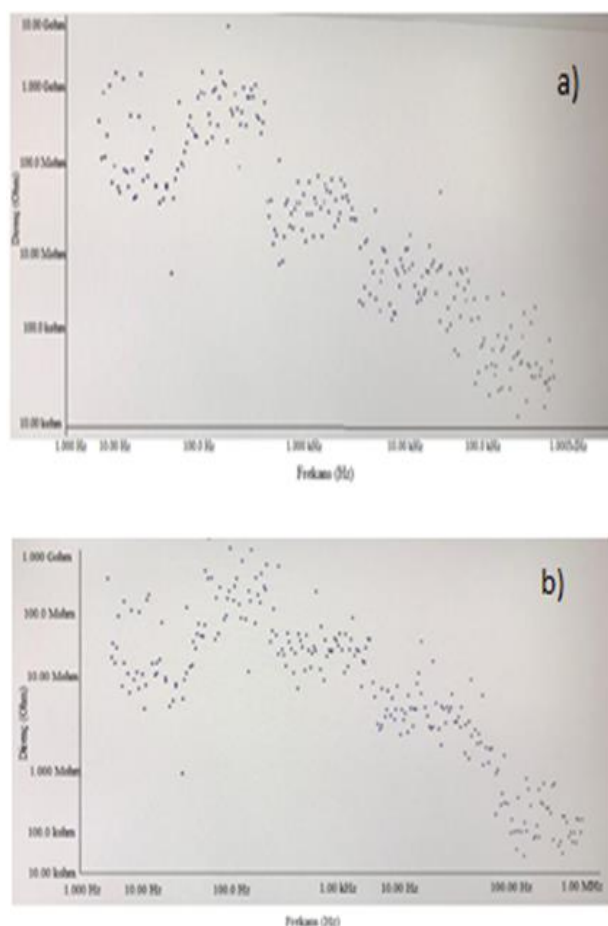 a)
10.00 Gohm
1.000 Gohm
100.0 Mohm
10.00 Mohm
100.0 kohm
10.00 kohm
Direnç (Ohm)
1.000 Hz 10.00 Hz 100.0 Hz 1.000 kHz 10.00 kHz 100.0 kHz
Frekans (Hz)
b)
1.000 Gohm
100.0 Mohm
10.00 Mohm
1.000 Mohm
100.0 kohm
10.00 kohm
Direnç (Ohm)
1.000 Hz 10.00 Hz 100.0 Hz 1.00 kHz 10.00 Hz 100.00 Hz 1.00 MHz
Frekans (Hz)